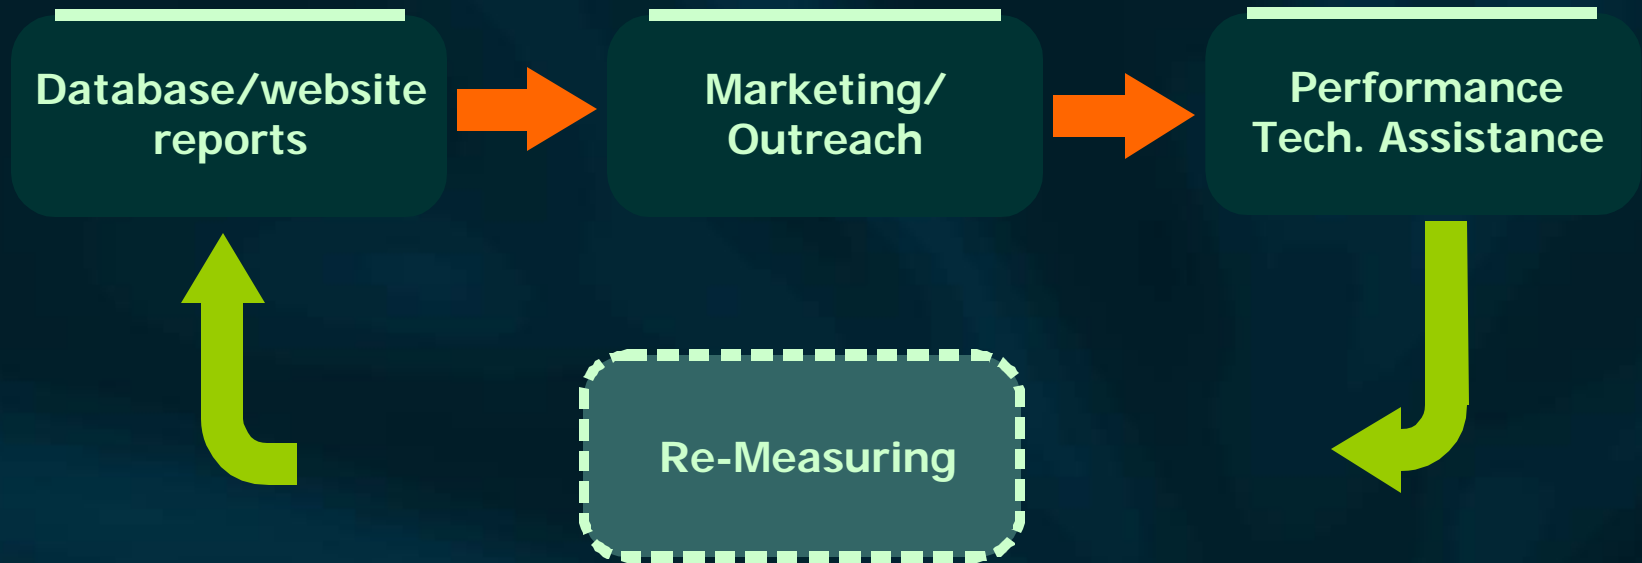 Database/website
reports
Marketing/
Outreach
Performance
Tech. Assistance
Re-Measuring